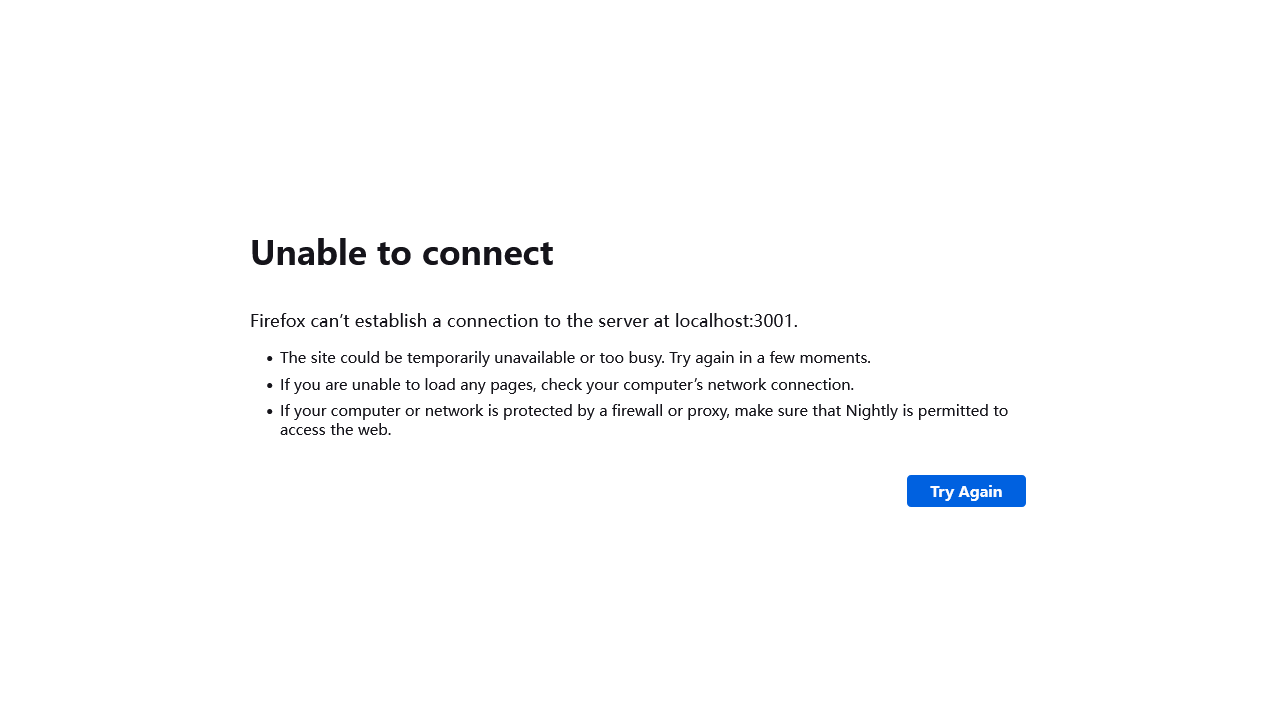 Unable to connect
Firefox can’t establish a connection to the server at localhost:3001.
• The site could be temporarily unavailable or too busy. Try again in a few moments.
• If you are unable to load any pages, check your computer’s network connection.
• If your computer or network is protected by a firewall or proxy, make sure that Nightly is permitted to
access the web.
Try Again